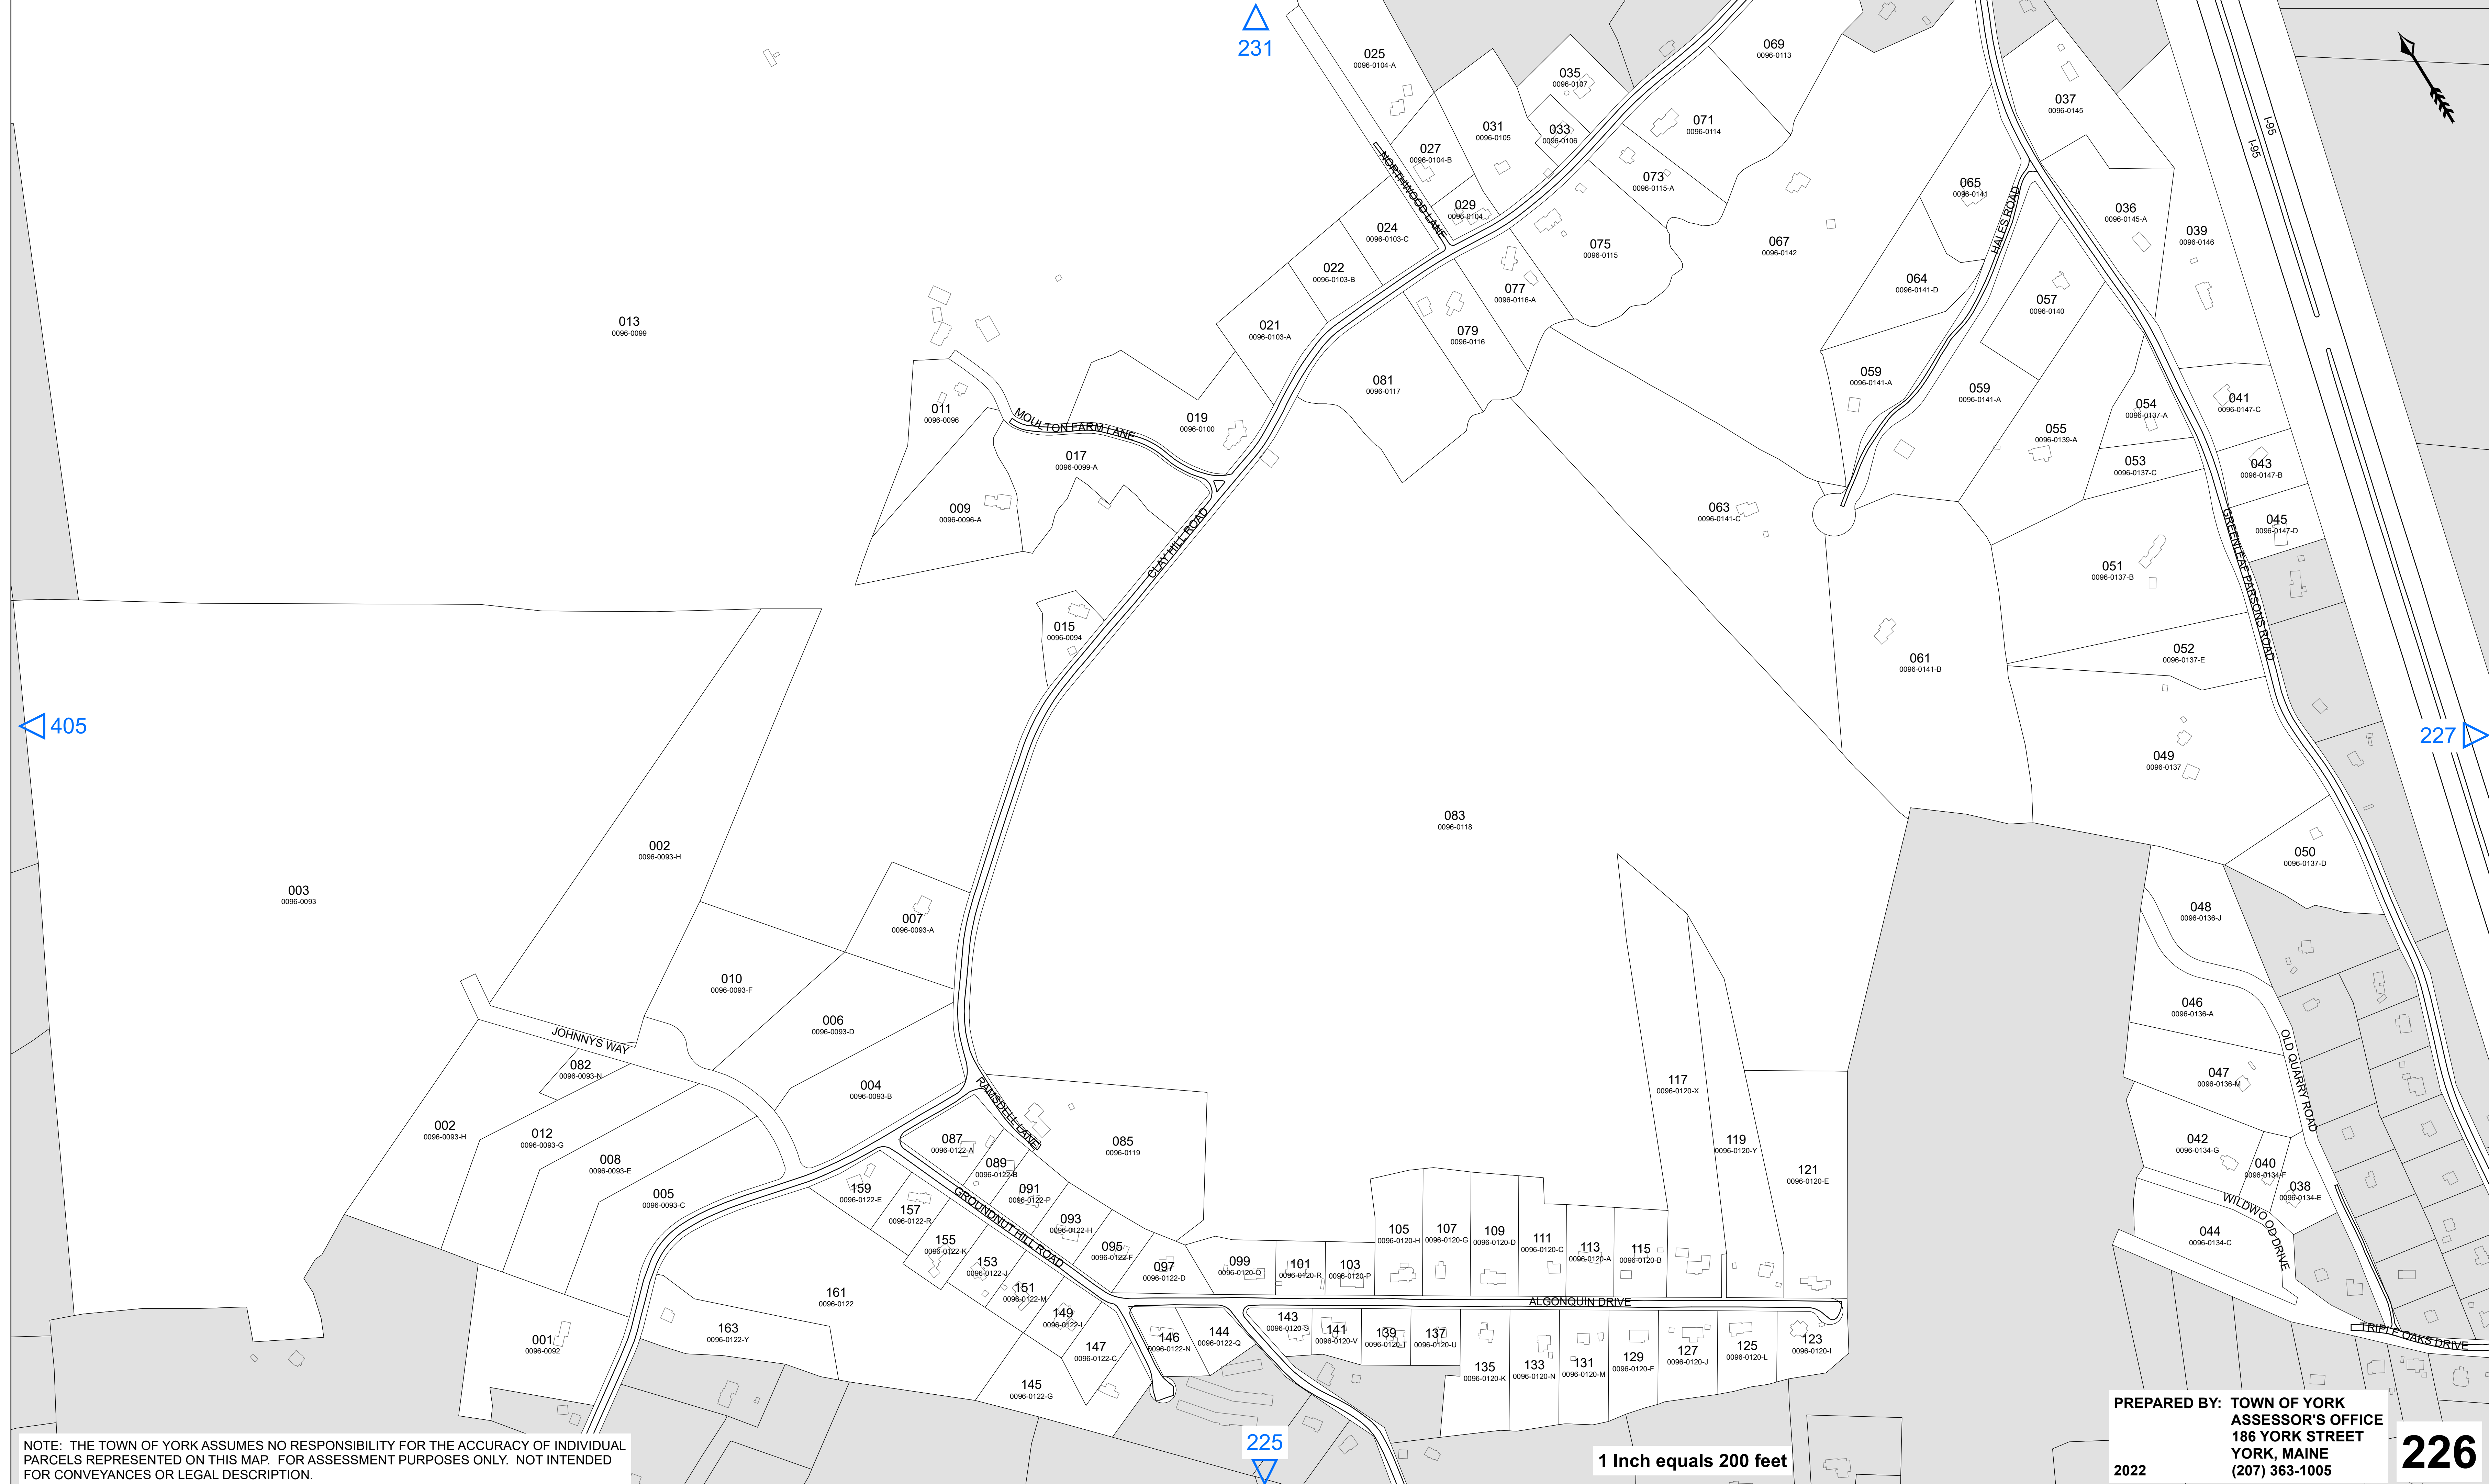 231
025
0096-0104-A
035
0096-0107
069
0096-0113
037
0096-0145
I-95
I-95
031
0096-0105
033
0096-0106
071
0096-0114
027
0096-0104-B
NORTHWOOD LANE
029
0096-0104
073
0096-0115-A
065
0096-0141
HALES ROAD
036
0096-0145-A
039
0096-0146
024
0096-0103-C
022
0096-0103-B
021
0096-0103-A
075
0096-0115
067
0096-0142
077
0096-0116-A
079
0096-0116
081
0096-0117
064
0096-0141-D
057
0096-0140
059
0096-0141-A
059
0096-0141-A
013
0096-0099
011
0096-0096
MOULTON FARM LANE
019
0096-0100
017
0096-0099-A
009
0096-0096-A
CLAY HILL ROAD
015
0096-0094
054
0096-0137-A
041
0096-0147-C
055
0096-0139-A
053
0096-0137-C
043
0096-0147-B
045
0096-0147-D
GREENLEAF PARSONS ROAD
063
0096-0141-C
051
0096-0137-B
061
0096-0141-B
052
0096-0137-E
049
0096-0137
050
0096-0137-D
405
227
083
0096-0118
002
0096-0093-H
003
0096-0093
007
0096-0093-A
010
0096-0093-F
006
0096-0093-D
JOHNNYS WAY
082
0096-0093-N
004
0096-0093-B
002
0096-0093-H
012
0096-0093-G
008
0096-0093-E
005
0096-0093-C
RAMSDELL LANE
087
0096-0122-A
085
0096-0119
089
0096-0122-B
091
0096-0122-P
093
0096-0122-H
095
0096-0122-F
097
0096-0122-D
GROUNDNUT HILL ROAD
159
0096-0122-E
157
0096-0122-R
155
0096-0122-K
153
0096-0122-J
151
0096-0122-M
149
0096-0122-I
147
0096-0122-C
145
0096-0122-G
161
0096-0122
163
0096-0122-Y
001
0096-0092
099
0096-0120-Q
101
0096-0120-R
103
0096-0120-P
105
0096-0120-H
107
0096-0120-G
109
0096-0120-D
111
0096-0120-C
113
0096-0120-A
115
0096-0120-B
117
0096-0120-X
119
0096-0120-Y
121
0096-0120-E
ALGONQUIN DRIVE
146
0096-0122-N
144
0096-0122-Q
143
0096-0120-S
141
0096-0120-V
139
0096-0120-T
137
0096-0120-U
135
0096-0120-K
133
0096-0120-N
131
0096-0120-M
129
0096-0120-F
127
0096-0120-J
125
0096-0120-L
123
0096-0120-I
048
0096-0136-J
046
0096-0136-A
OLD QUARRY ROAD
047
0096-0136-M
042
0096-0134-G
040
0096-0134-F
038
0096-0134-E
WILDWO OD DRIVE
044
0096-0134-C
TRIPLE OAKS DRIVE
225
NOTE: THE TOWN OF YORK ASSUMES NO RESPONSIBILITY FOR THE ACCURACY OF INDIVIDUAL
PARCELS REPRESENTED ON THIS MAP. FOR ASSESSMENT PURPOSES ONLY. NOT INTENDED
FOR CONVEYANCES OR LEGAL DESCRIPTION.
1 Inch equals 200 feet
PREPARED BY: TOWN OF YORK
ASSESSOR'S OFFICE
186 YORK STREET
YORK, MAINE
2022 (207) 363-1005
226